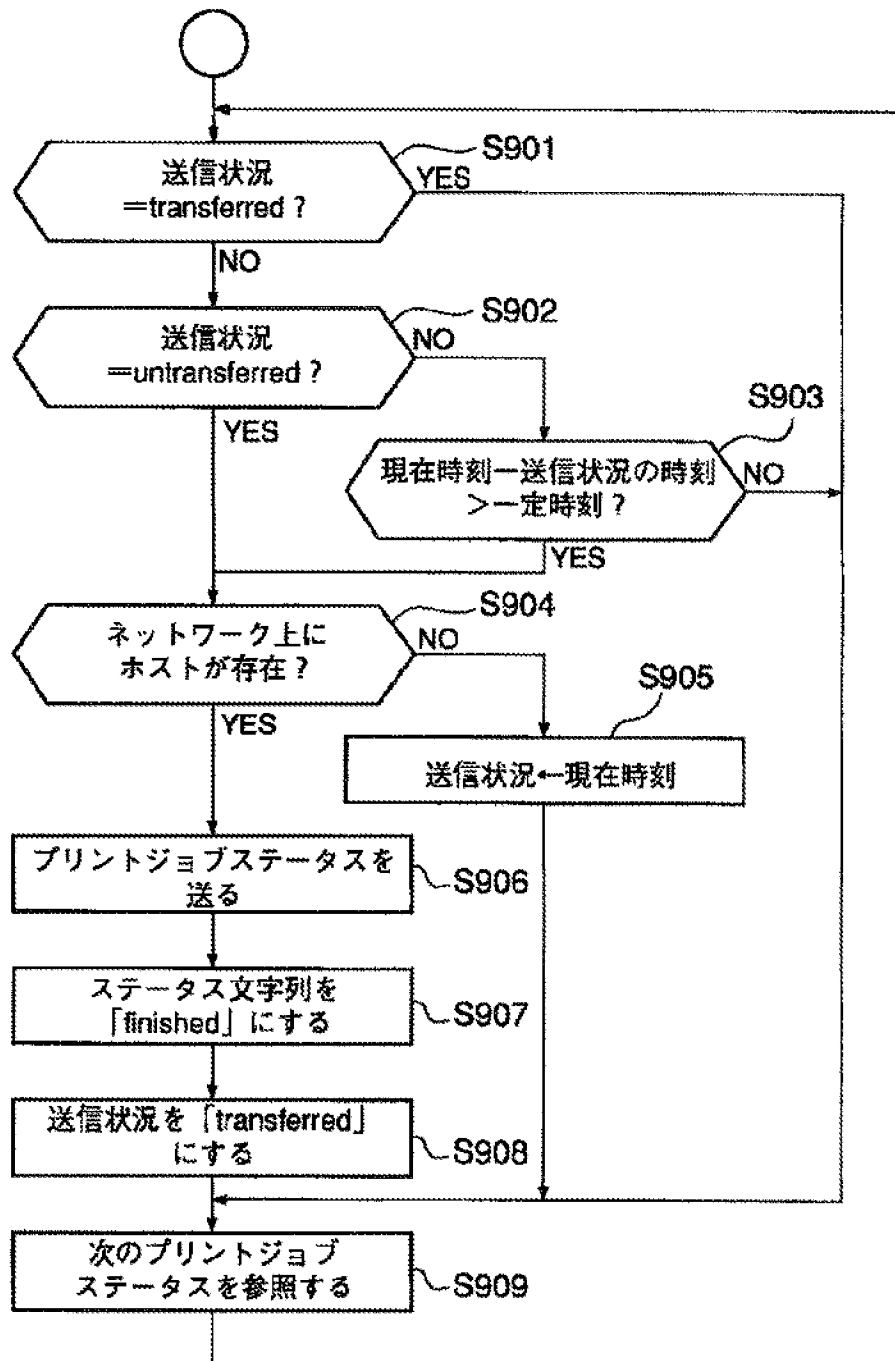 送信状況
＝transferred？
S901
YES
NO
送信状況
＝untransferred？
S902
NO
YES
現在時刻ー送信状況の時刻
＞一定時刻？
S903
NO
YES
ネットワーク上に
ホストが存在？
S904
NO
YES
送信状況←現在時刻
S905
プリントジョブステータスを
送る
S906
ステータス文字列を
「finished」にする
S907
送信状況を「transferred」
にする
S908
次のプリントジョブ
ステータスを参照する
S909